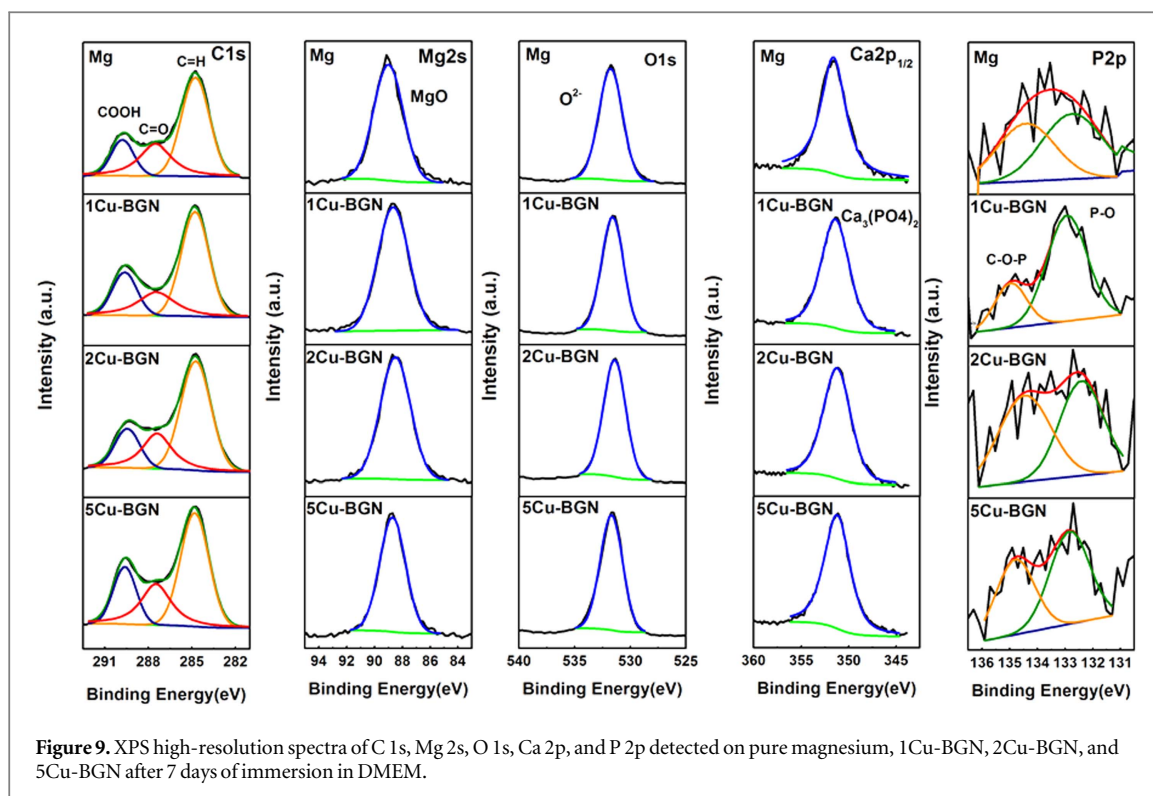 Mg
C1s
C=H
COOH
C=O
1Cu-BGN
2Cu-BGN
5Cu-BGN
291 289 287 285 283 281
Binding Energy(eV)
Intensity (a.u.)
Mg
Mg2s
MgO
1Cu-BGN
2Cu-BGN
5Cu-BGN
94 92 90 88 86 84
Binding Energy(eV)
Intensity (a.u.)
Mg
O1s
O2-
1Cu-BGN
2Cu-BGN
5Cu-BGN
540 535 530 525
Binding Energy(eV)
Intensity (a.u.)
Mg
Ca2p1/2
1Cu-BGN
Ca3(PO4)2
2Cu-BGN
5Cu-BGN
360 355 350 345
Binding Energy(eV)
Intensity (a.u.)
Mg
P2p
1Cu-BGN
P-O
C-O-P
2Cu-BGN
5Cu-BGN
136 135 134 133 132 131
Binding Energy(eV)
Intensity (a.u.)
Figure 9. XPS high-resolution spectra of C 1s, Mg 2s, O 1s, Ca 2p, and P 2p detected on pure magnesium, 1Cu-BGN, 2Cu-BGN, and
5Cu-BGN after 7 days of immersion in DMEM.